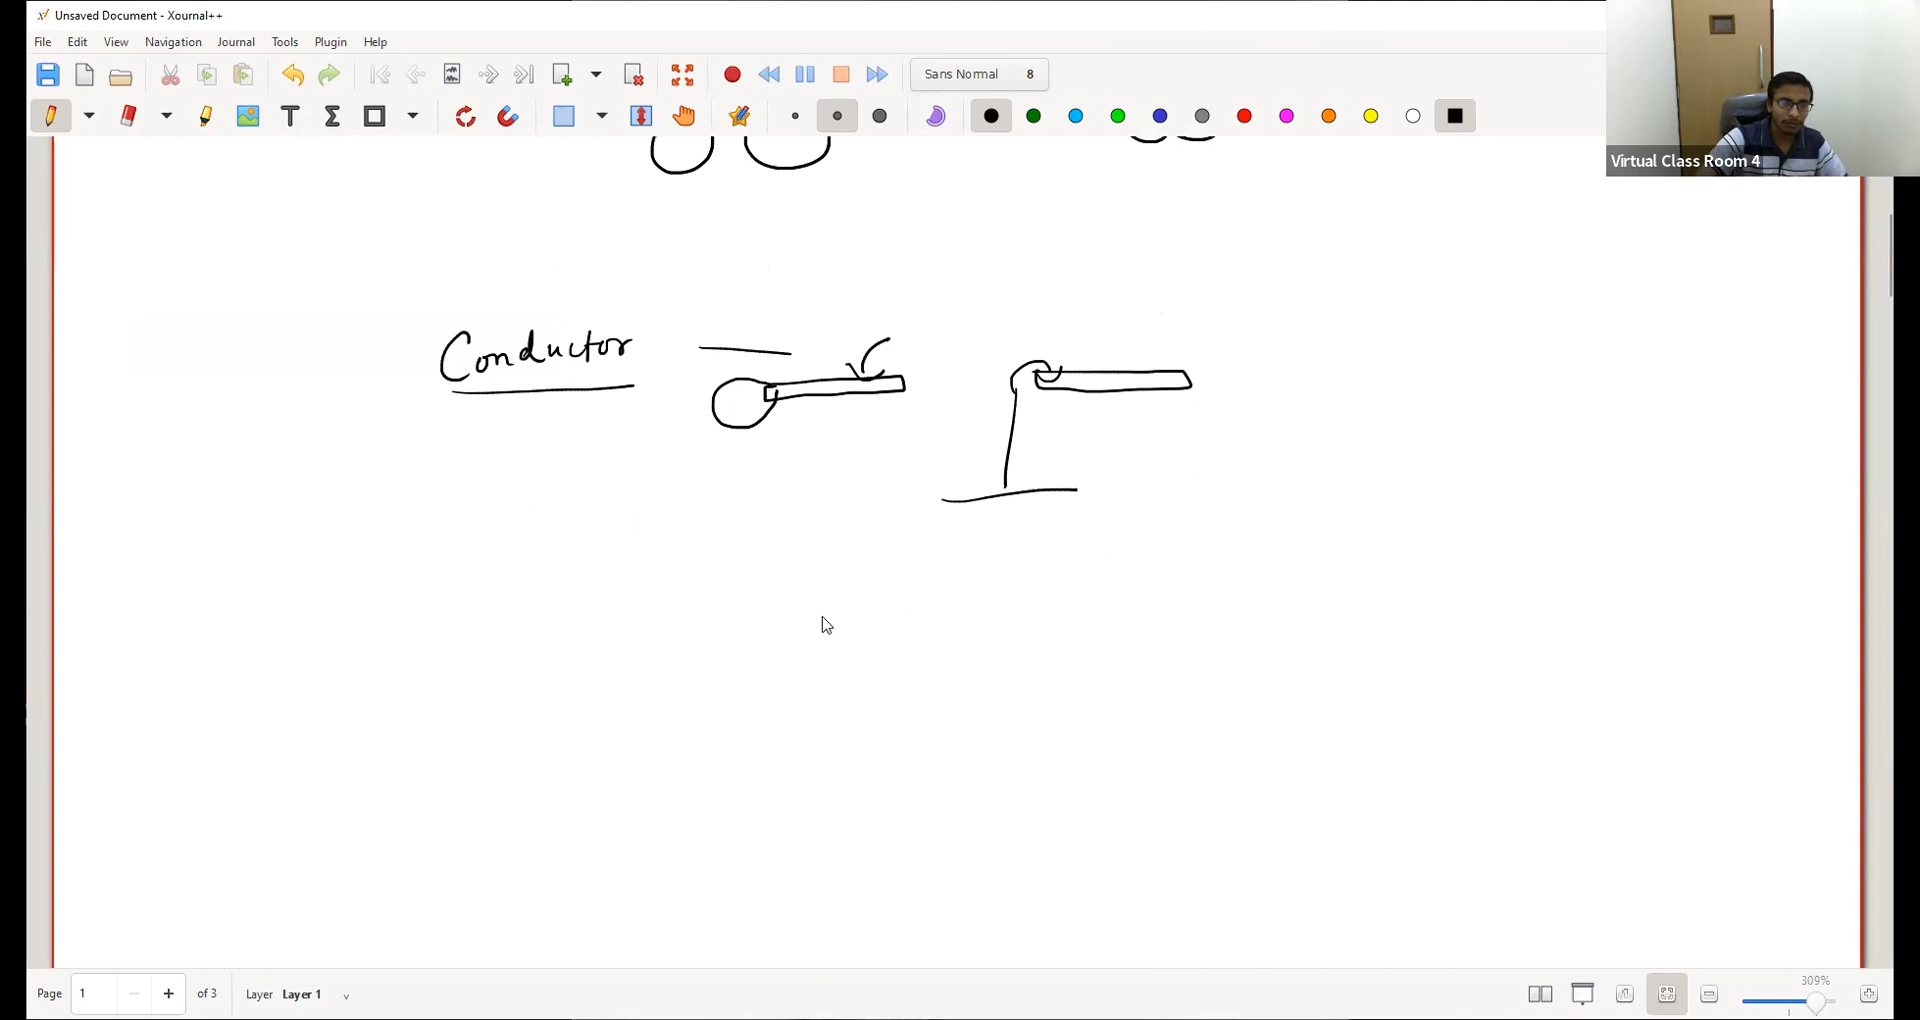 Unsaved Document - Xournal++
File Edit View Navigation Journal Tools Plugin Help
Sans Normal 8
Virtual Class Room 4
Conductor
Page 1 of 3 Layer Layer 1
309%